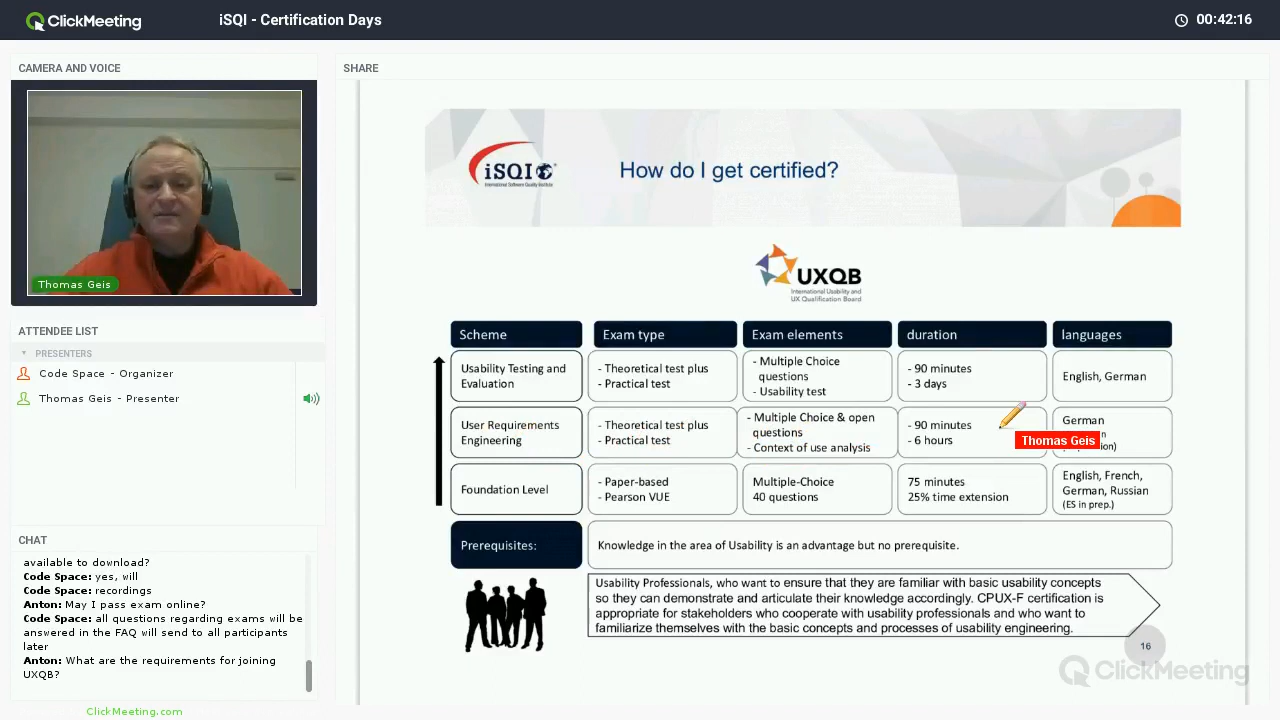 ClickMeeting
iSQI - Certification Days
00:42:16
CAMERA AND VOICE
Thomas Geis
ATTENDEE LIST
PRESENTERS
Code Space - Organizer
Thomas Geis - Presenter
CHAT
available to download?
Code Space: yes, will
Code Space: recordings
Anton: May I pass exam online?
Code Space: all questions regarding exams will be
answered in the FAQ will send to all participants
later
Anton: What are the requirements for joining
UXQB?
ClickMeeting.com
SHARE
iSQI
International Software Quality Institute
How do I get certified?
UXQB
International Usability and
UX Qualification Board
Scheme
Exam type
Exam elements
duration
languages
Usability Testing and
Evaluation
- Theoretical test plus
- Practical test
- Multiple Choice
questions
- Usability test
- 90 minutes
- 3 days
English, German
User Requirements
Engineering
- Theoretical test plus
- Practical test
- Multiple Choice & open
questions
- Context of use analysis
- 90 minutes
- 6 hours
German
Thomas Geis
Foundation Level
- Paper-based
- Pearson VUE
Multiple-Choice
40 questions
75 minutes
25% time extension
English, French,
German, Russian
(ES in prep.)
Prerequisites:
Knowledge in the area of Usability is an advantage but no prerequisite.
Usability Professionals, who want to ensure that they are familiar with basic usability concepts
so they can demonstrate and articulate their knowledge accordingly. CPUX-F certification is
appropriate for stakeholders who cooperate with usability professionals and who want to
familiarize themselves with the basic concepts and processes of usability engineering.
16
ClickMeeting